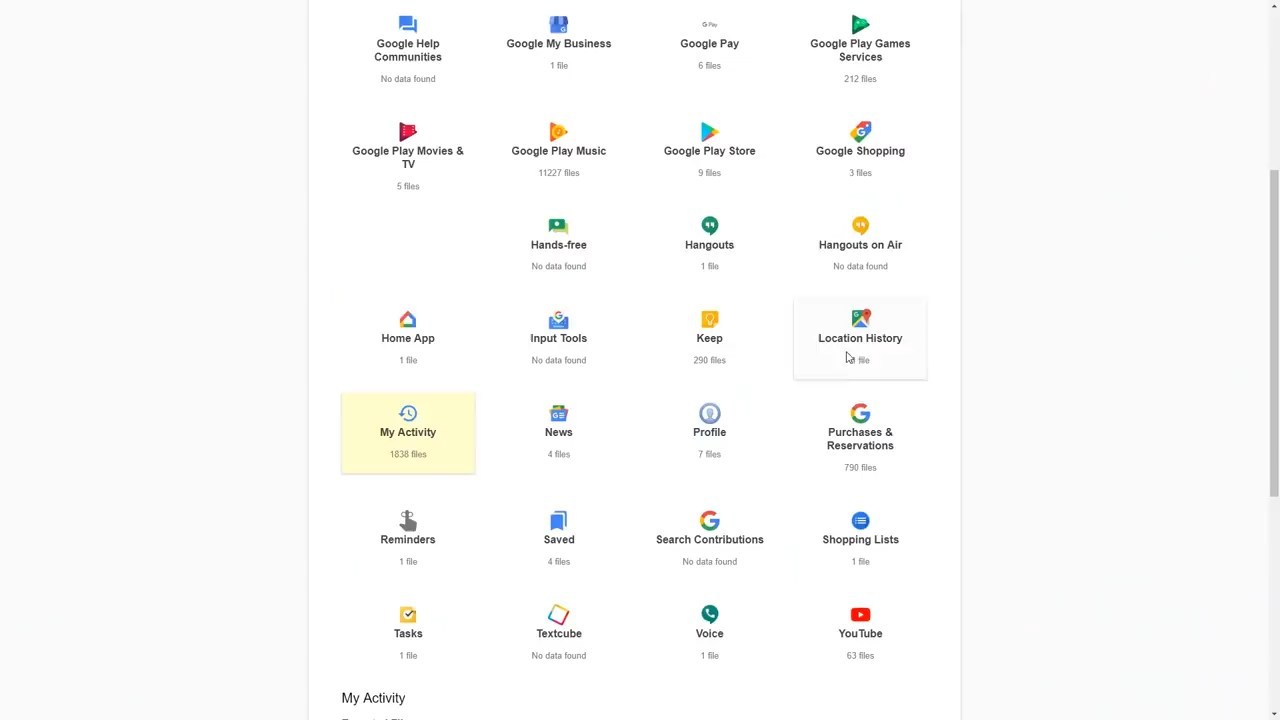 Google Help Communities
No data found
Google My Business
1 file
G Pay
Google Pay
6 files
Google Play Games Services
212 files
Google Play Movies & TV
5 files
Google Play Music
11227 files
Google Play Store
9 files
Google Shopping
3 files
Hands-free
No data found
Hangouts
1 file
Hangouts on Air
No data found
Home App
1 file
Input Tools
No data found
Keep
290 files
Location History
file
My Activity
1838 files
News
4 files
Profile
7 files
Purchases & Reservations
790 files
Reminders
1 file
Saved
4 files
Search Contributions
No data found
Shopping Lists
1 file
Tasks
1 file
Textcube
No data found
Voice
1 file
YouTube
63 files
My Activity